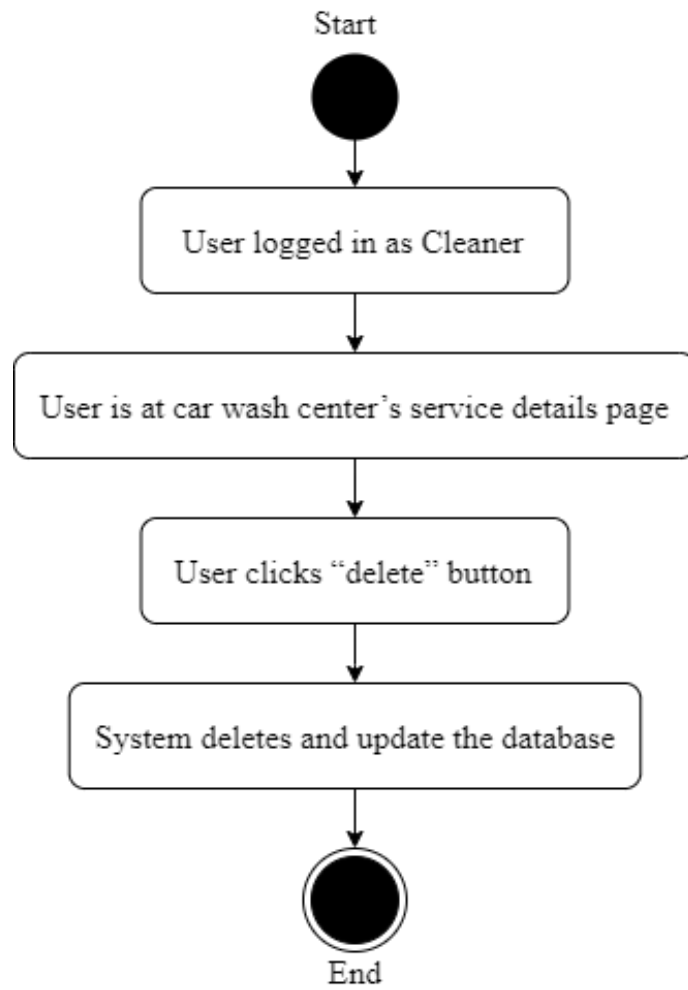 Start
User logged in as Cleaner
User is at car wash center’s service details page
User clicks “delete” button
System deletes and update the database
End